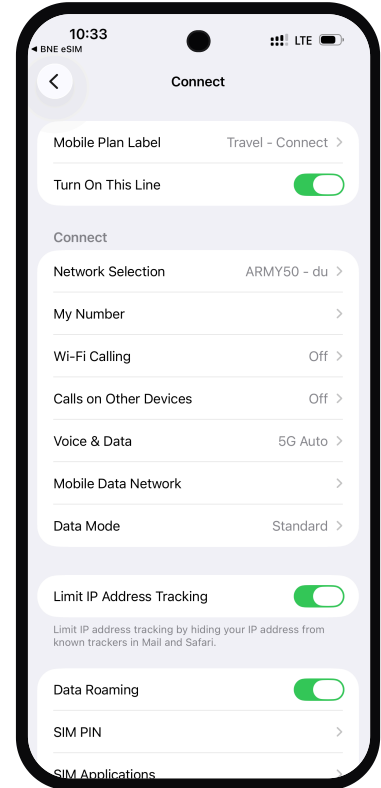 10:33
LTE
◀ BNE eSIM
Connect
Mobile Plan Label Travel - Connect
Turn On This Line
Connect
Network Selection ARMY50 - du
My Number
Wi-Fi Calling Off
Calls on Other Devices Off
Voice & Data 5G Auto
Mobile Data Network
Data Mode Standard
Limit IP Address Tracking
Limit IP address tracking by hiding your IP address from
known trackers in Mail and Safari.
Data Roaming
SIM PIN
SIM Applications